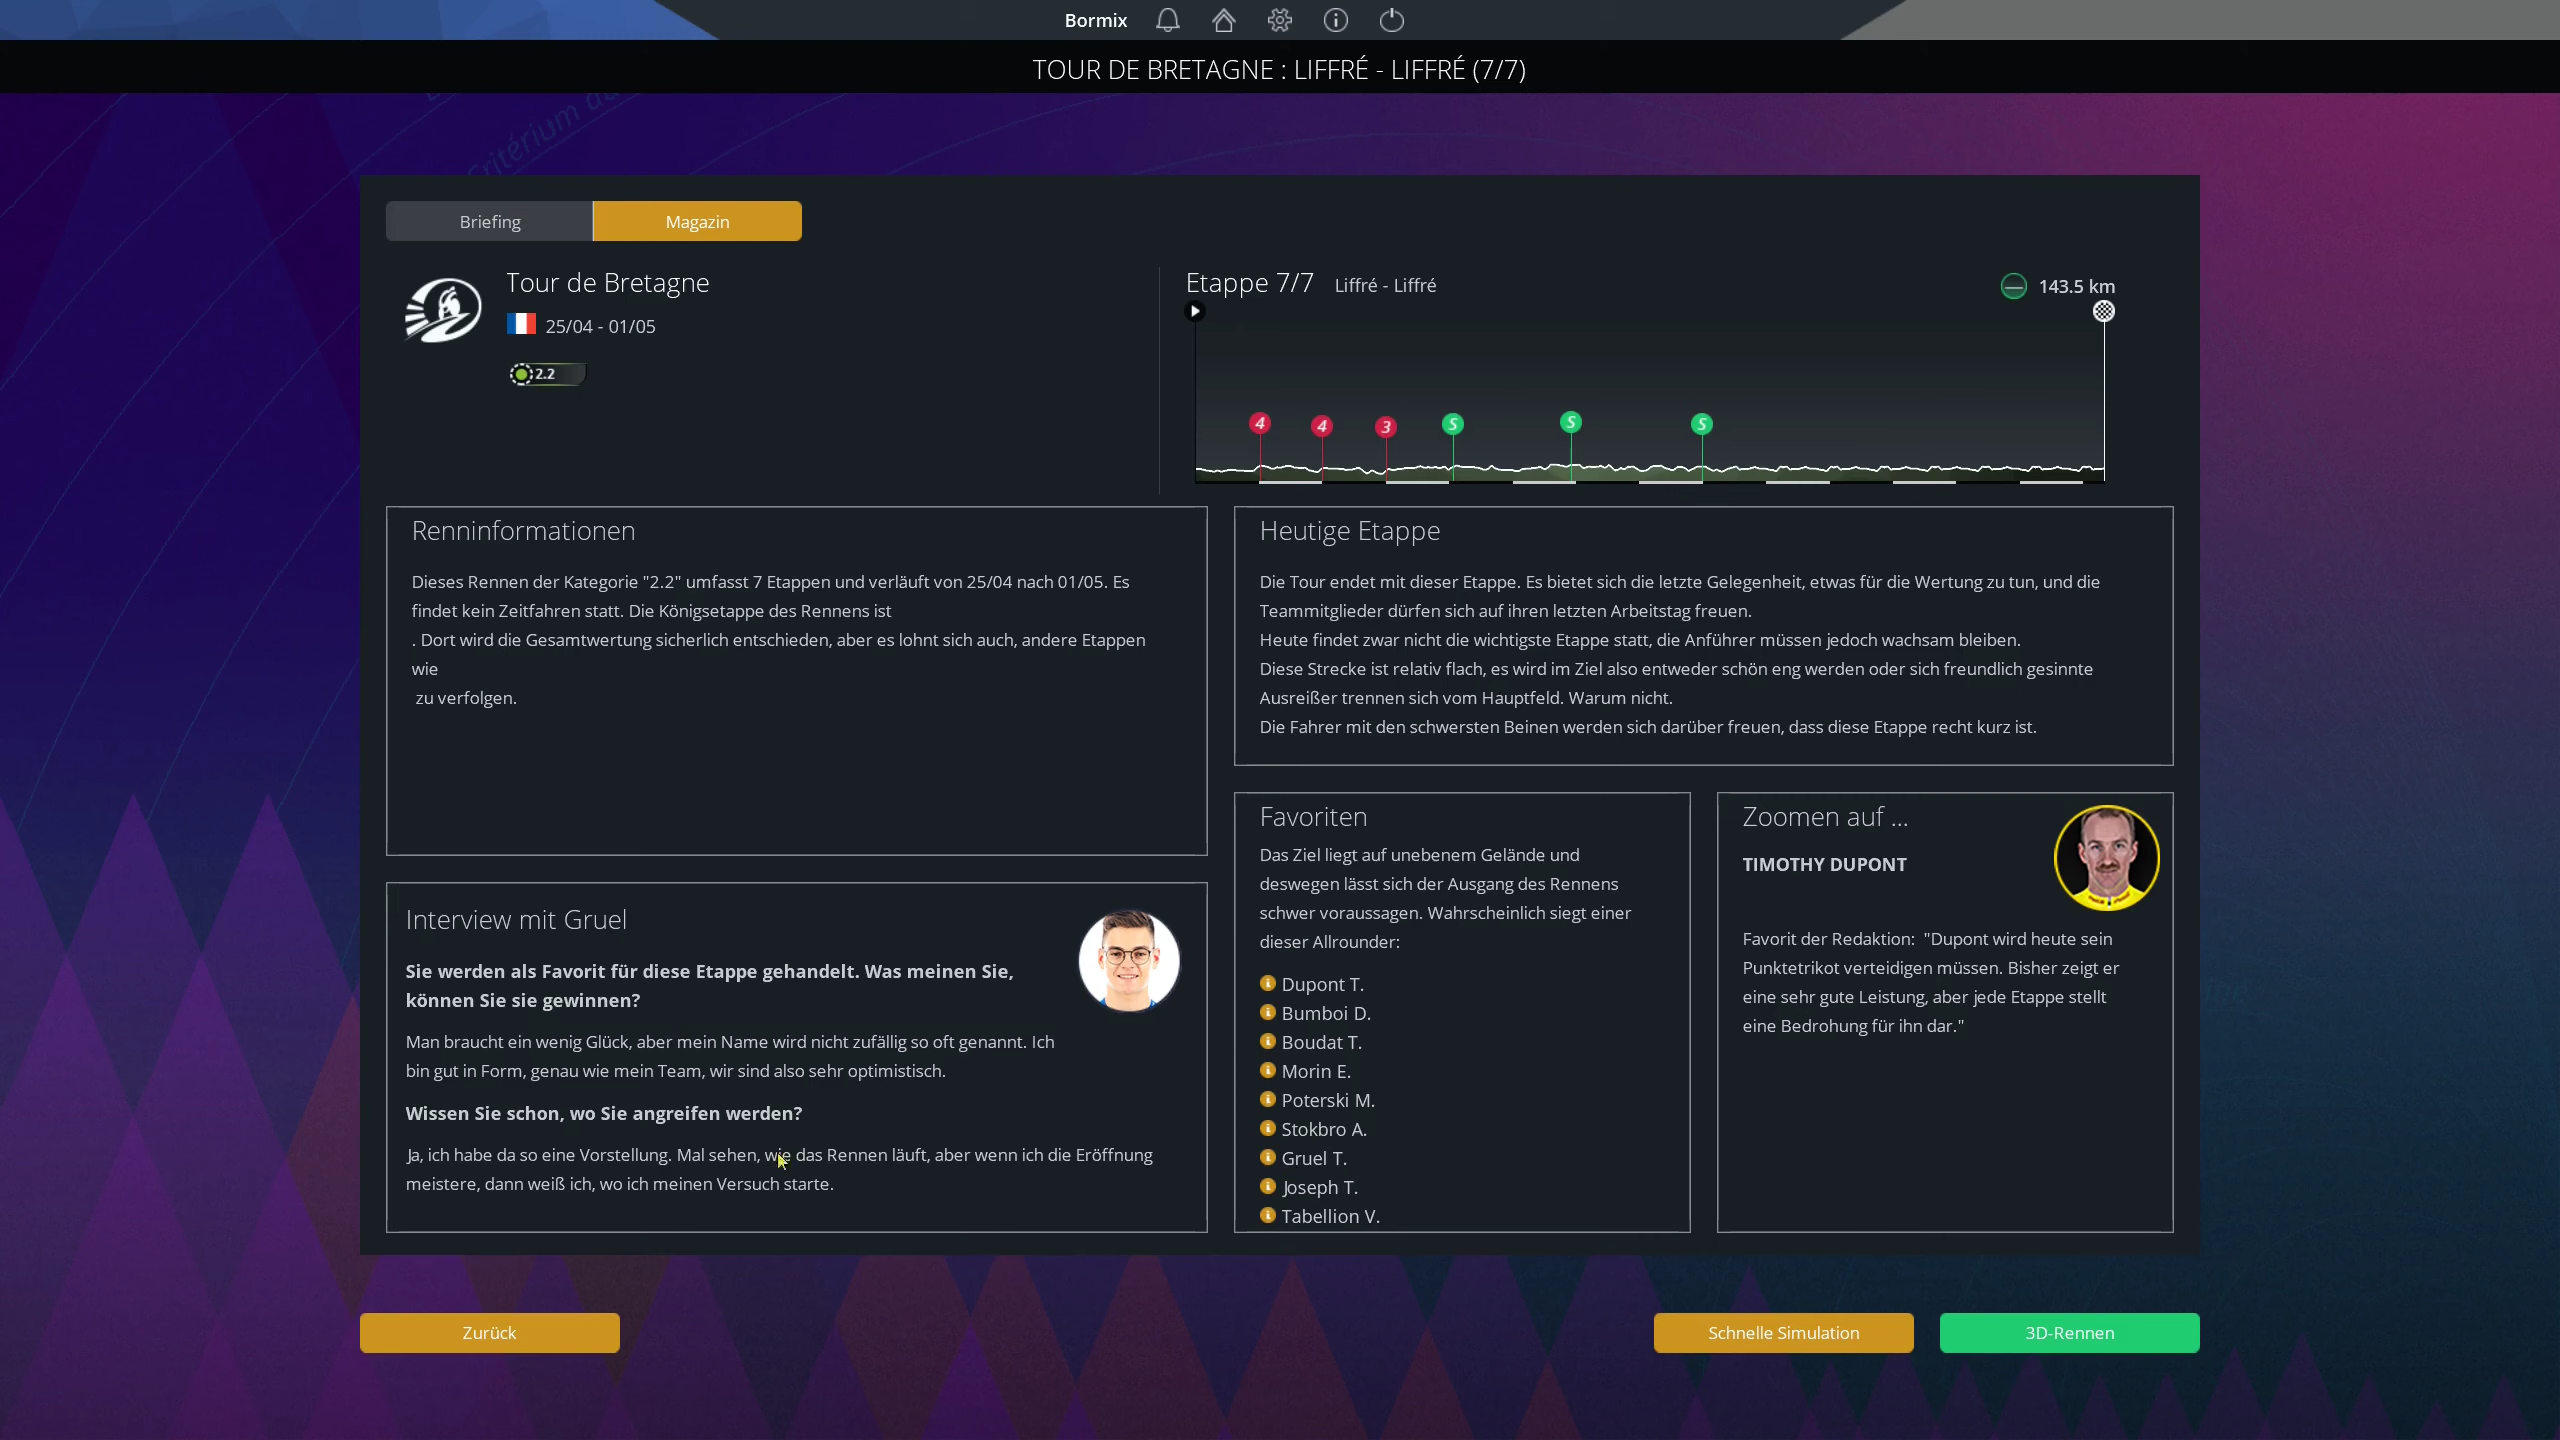 Bormix
TOUR DE BRETAGNE : LIFFRÉ - LIFFRÉ (7/7)
Critérium du
Briefing
Magazin
Tour de Bretagne
25/04 - 01/05
2.2
Etappe 7/7 Liffré - Liffré
143.5 km
4 4 3 S S S
Renninformationen
Dieses Rennen der Kategorie "2.2" umfasst 7 Etappen und verläuft von 25/04 nach 01/05. Es
findet kein Zeitfahren statt. Die Königsetappe des Rennens ist
. Dort wird die Gesamtwertung sicherlich entschieden, aber es lohnt sich auch, andere Etappen
wie
zu verfolgen.
Heutige Etappe
Die Tour endet mit dieser Etappe. Es bietet sich die letzte Gelegenheit, etwas für die Wertung zu tun, und die
Teammitglieder dürfen sich auf ihren letzten Arbeitstag freuen.
Heute findet zwar nicht die wichtigste Etappe statt, die Anführer müssen jedoch wachsam bleiben.
Diese Strecke ist relativ flach, es wird im Ziel also entweder schön eng werden oder sich freundlich gesinnte
Ausreißer trennen sich vom Hauptfeld. Warum nicht.
Die Fahrer mit den schwersten Beinen werden sich darüber freuen, dass diese Etappe recht kurz ist.
Interview mit Gruel
Sie werden als Favorit für diese Etappe gehandelt. Was meinen Sie,
können Sie sie gewinnen?
Man braucht ein wenig Glück, aber mein Name wird nicht zufällig so oft genannt. Ich
bin gut in Form, genau wie mein Team, wir sind also sehr optimistisch.
Wissen Sie schon, wo Sie angreifen werden?
Ja, ich habe da so eine Vorstellung. Mal sehen, wie das Rennen läuft, aber wenn ich die Eröffnung
meistere, dann weiß ich, wo ich meinen Versuch starte.
Favoriten
Das Ziel liegt auf unebenem Gelände und
deswegen lässt sich der Ausgang des Rennens
schwer voraussagen. Wahrscheinlich siegt einer
dieser Allrounder:
Dupont T.
Bumboi D.
Boudat T.
Morin E.
Poterski M.
Stokbro A.
Gruel T.
Joseph T.
Tabellion V.
Zoomen auf ...
TIMOTHY DUPONT
Favorit der Redaktion: "Dupont wird heute sein
Punktetrikot verteidigen müssen. Bisher zeigt er
eine sehr gute Leistung, aber jede Etappe stellt
eine Bedrohung für ihn dar."
Zurück
Schnelle Simulation
3D-Rennen